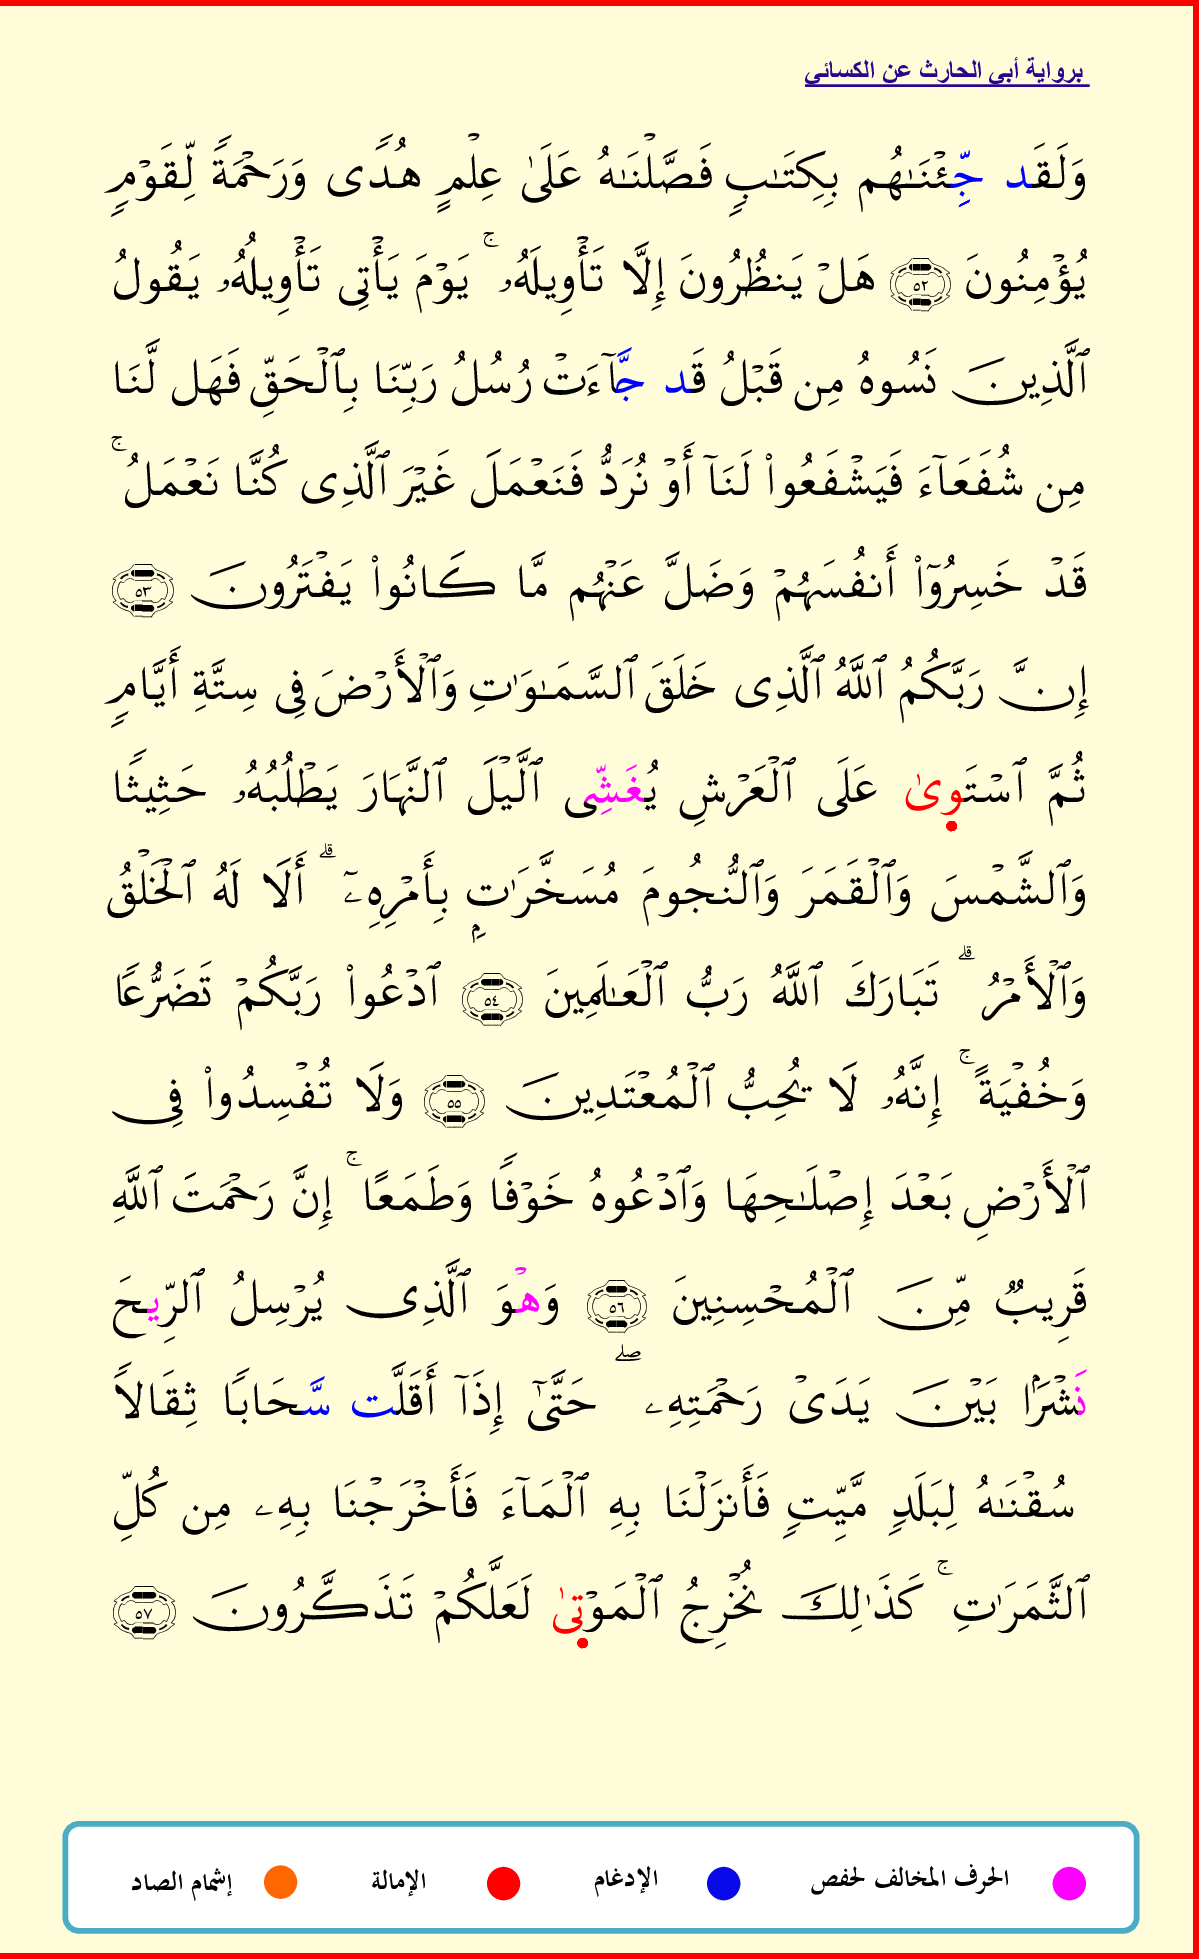 برواية أبي الحارث عن الكسائي
وَلَقَد جِّئْنَـٰهُم بِكِتَـٰبٍ فَصَّلْنَـٰهُ عَلَىٰ عِلْمٍ هُدًى وَرَحْمَةً لِّقَوْمٍ
يُؤْمِنُونَ ٥٢ هَلْ يَنظُرُونَ إِلَّا تَأْوِيلَهُۥ ۚ يَوْمَ يَأْتِى تَأْوِيلُهُۥ يَقُولُ
ٱلَّذِينَ نَسُوهُ مِن قَبْلُ قَد جَّآءَتْ رُسُلُ رَبِّنَا بِٱلْحَقِّ فَهَل لَّنَا
مِن شُفَعَآءَ فَيَشْفَعُوا۟ لَنَآ أَوْ نُرَدُّ فَنَعْمَلَ غَيْرَ ٱلَّذِى كُنَّا نَعْمَلُ ۚ
قَدْ خَسِرُوٓا۟ أَنفُسَهُمْ وَضَلَّ عَنْهُم مَّا كَانُوا۟ يَفْتَرُونَ ٥٣
إِنَّ رَبَّكُمُ ٱللَّهُ ٱلَّذِى خَلَقَ ٱلسَّمَـٰوَٰتِ وَٱلْأَرْضَ فِى سِتَّةِ أَيَّامٍ
ثُمَّ ٱسْتَوِىٰ عَلَى ٱلْعَرْشِ يُغَشِّى ٱلَّيْلَ ٱلنَّهَارَ يَطْلُبُهُۥ حَثِيثًا
وَٱلشَّمْسَ وَٱلْقَمَرَ وَٱلنُّجُومَ مُسَخَّرَٰتٍۭ بِأَمْرِهِۦٓ ۗ أَلَا لَهُ ٱلْخَلْقُ
وَٱلْأَمْرُ ۗ تَبَارَكَ ٱللَّهُ رَبُّ ٱلْعَـٰلَمِينَ ٥٤ ٱدْعُوا۟ رَبَّكُمْ تَضَرُّعًا
وَخُفْيَةً ۚ إِنَّهُۥ لَا يُحِبُّ ٱلْمُعْتَدِينَ ٥٥ وَلَا تُفْسِدُوا۟ فِى
ٱلْأَرْضِ بَعْدَ إِصْلَـٰحِهَا وَٱدْعُوهُ خَوْفًا وَطَمَعًا ۚ إِنَّ رَحْمَتَ ٱللَّهِ
قَرِيبٌ مِّنَ ٱلْمُحْسِنِينَ ٥٦ وَهْوَ ٱلَّذِى يُرْسِلُ ٱلرِّيحَ
نَشْرًۢا بَيْنَ يَدَىْ رَحْمَتِهِۦ ۖ حَتَّىٰٓ إِذَآ أَقَلَّت سَّحَابًا ثِقَالًا
سُقْنَـٰهُ لِبَلَدٍ مَّيِّتٍ فَأَنزَلْنَا بِهِ ٱلْمَآءَ فَأَخْرَجْنَا بِهِۦ مِن كُلِّ
ٱلثَّمَرَٰتِ ۚ كَذَٰلِكَ نُخْرِجُ ٱلْمَوْتِىٰ لَعَلَّكُمْ تَذَكَّرُونَ ٥٧
الحرف المخالف لحفص الإدغام الإمالة إشمام الصاد